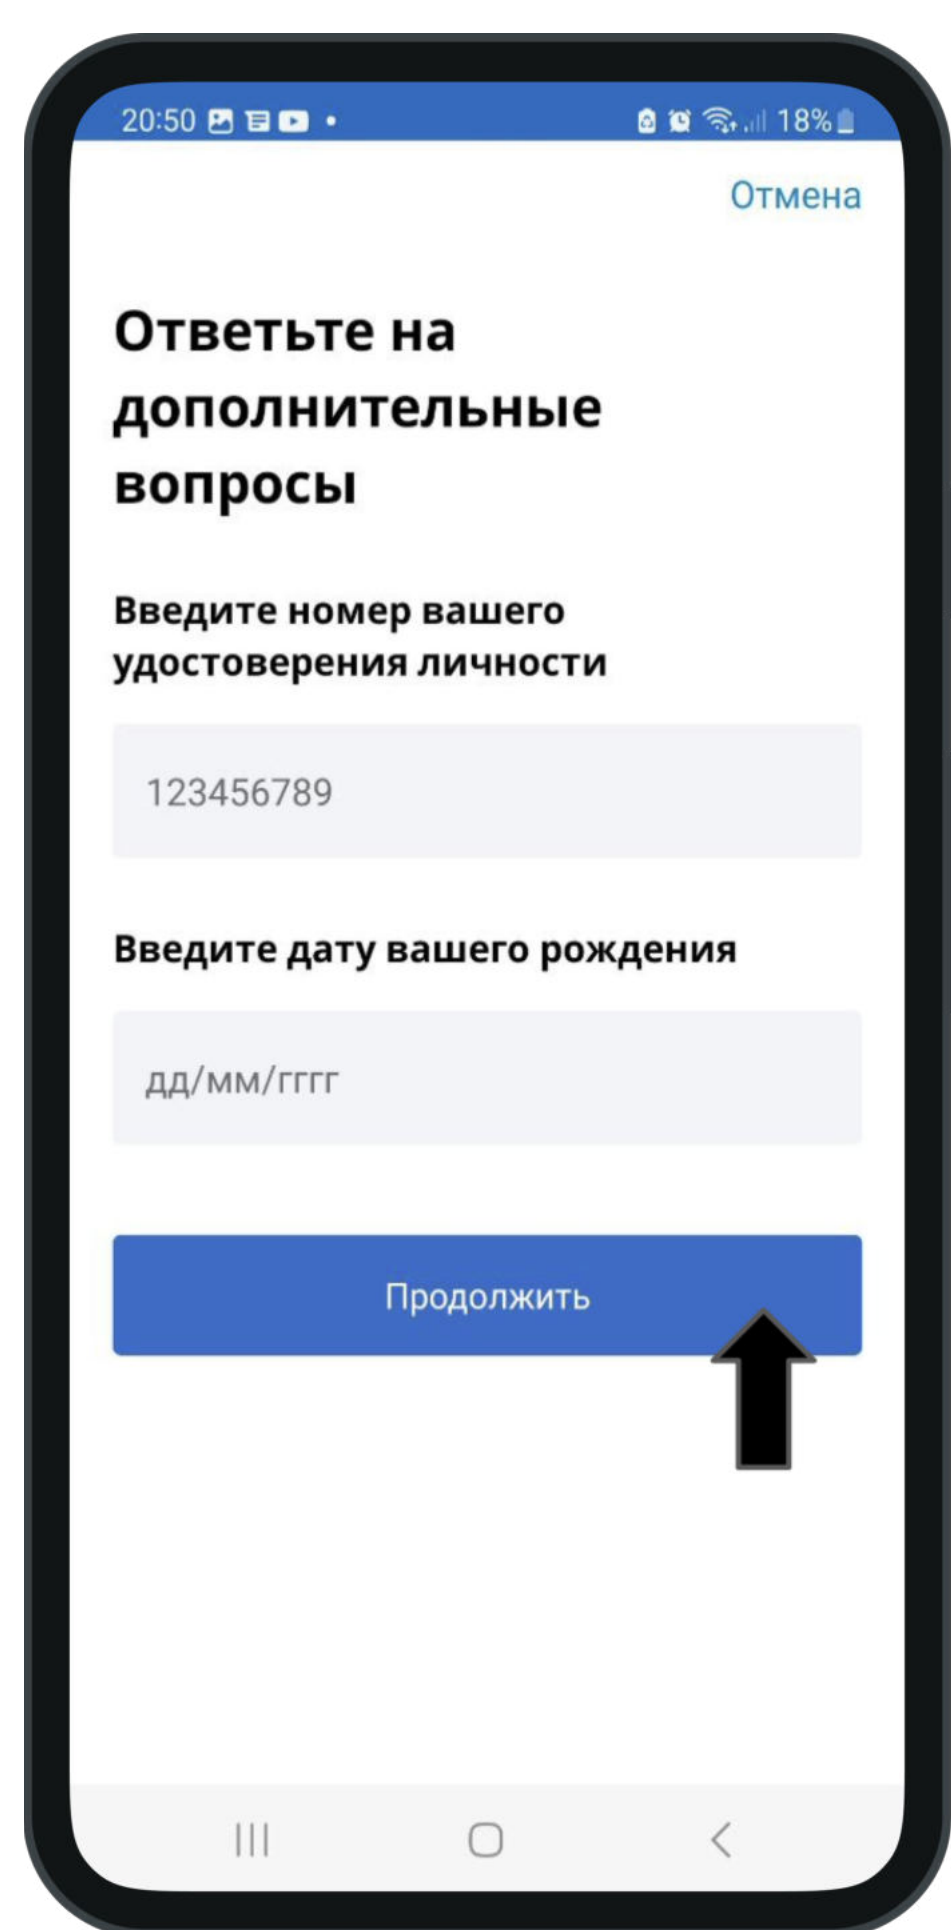 20:50
18%
Отмена
Ответьте на
дополнительные
вопросы
Введите номер вашего
удостоверения личности
123456789
Введите дату вашего рождения
дд/мм/гггг
Продолжить